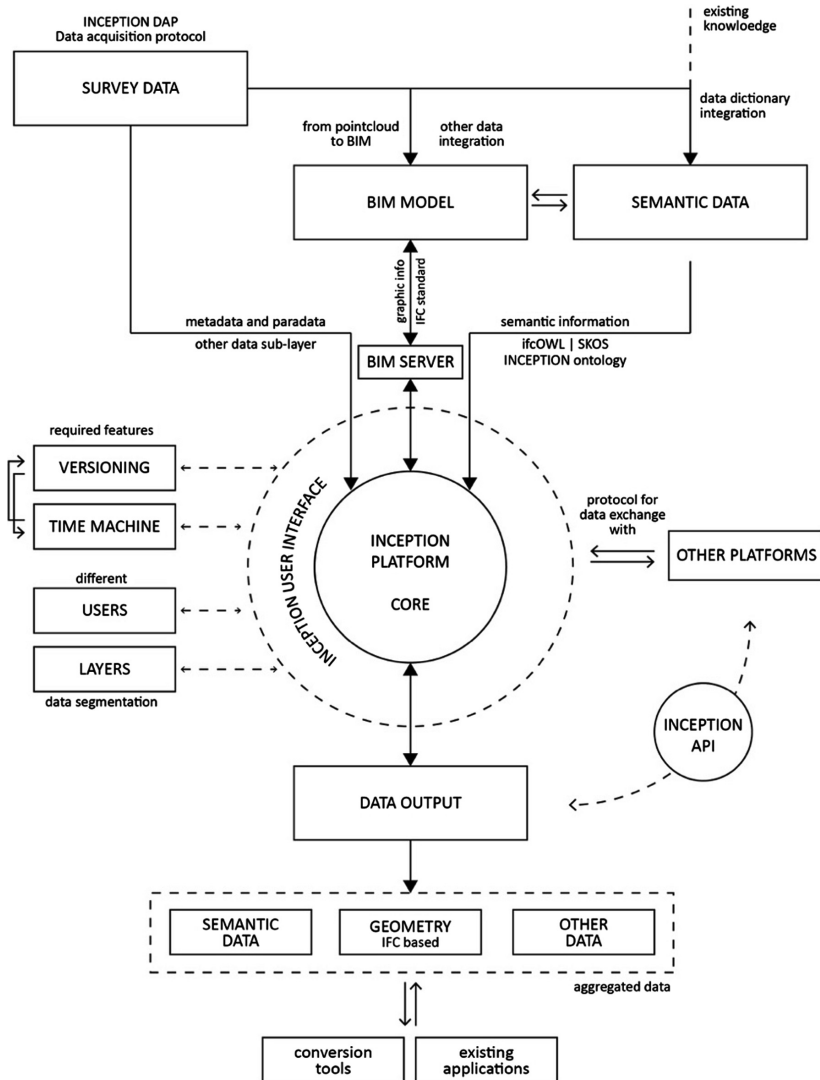 INCEPTION DAP
Data acquisition protocol
SURVEY DATA
existing
knowloedge
from pointcloud
to BIM
other data
integration
data dictionary
integration
BIM MODEL
SEMANTIC DATA
graphic info
IFC standard
metadata and paradata
other data sub-layer
semantic information
ifcOWL | SKOS
INCEPTION ontology
BIM SERVER
required features
VERSIONING
TIME MACHINE
different
USERS
LAYERS
data segmentation
INCEPTION USER INTERFACE
INCEPTION
PLATFORM
CORE
protocol for
data exchange
with
OTHER PLATFORMS
INCEPTION
API
DATA OUTPUT
SEMANTIC
DATA
GEOMETRY
IFC based
OTHER
DATA
aggregated data
conversion
tools
existing
applications